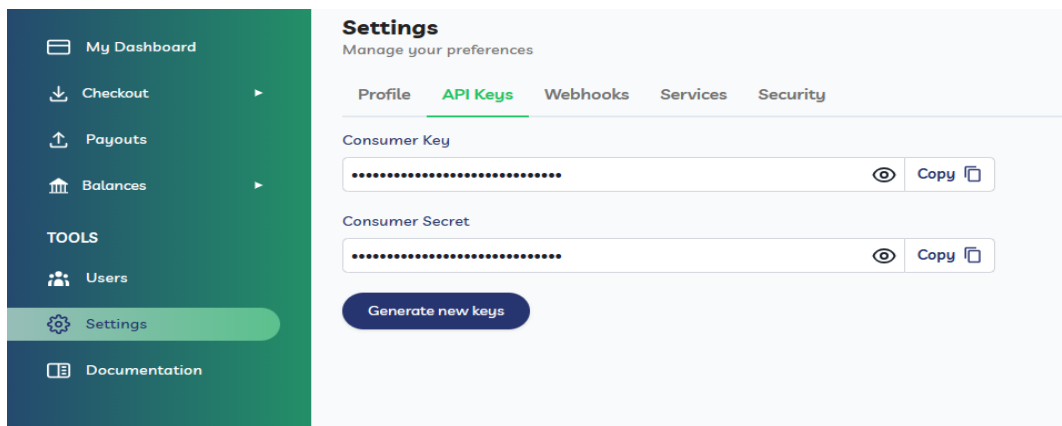 My Dashboard
Checkout
Payouts
Balances
TOOLS
Users
Settings
Documentation
Settings
Manage your preferences
Profile API Keys Webhooks Services Security
Consumer Key
•••••••••••••••••••••••••••••• Copy
Consumer Secret
•••••••••••••••••••••••••••••• Copy
Generate new keys